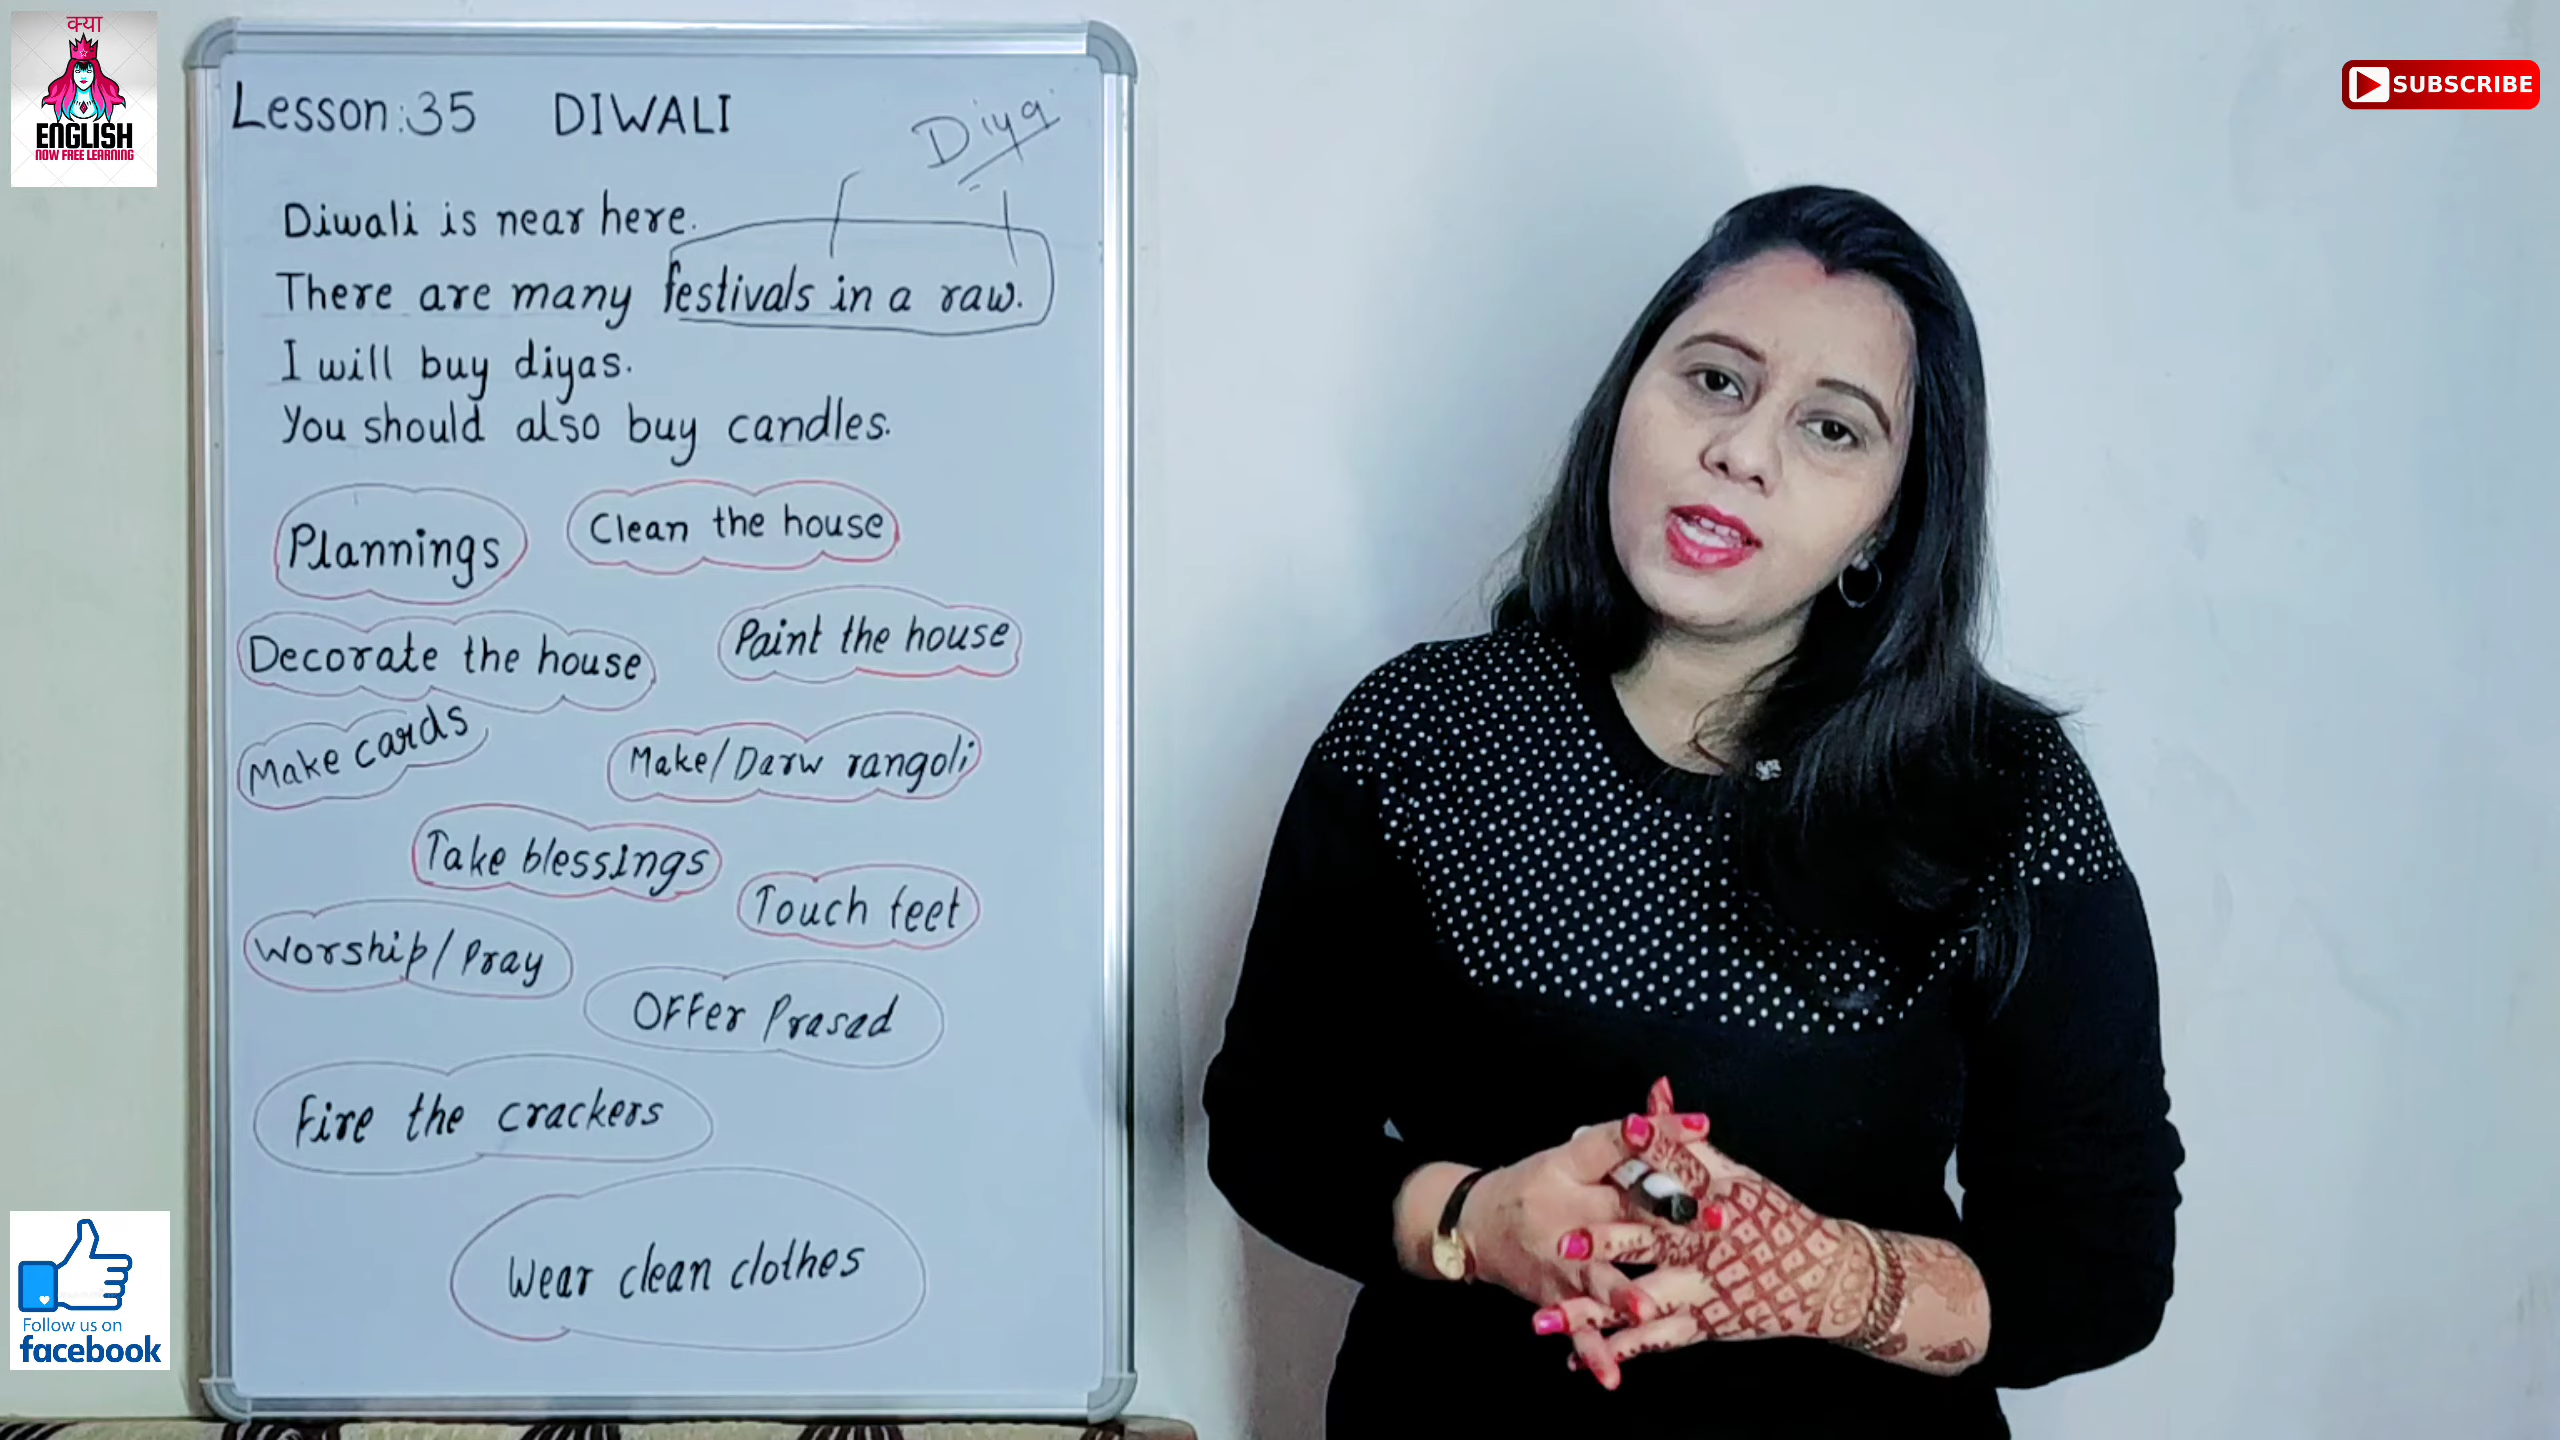 क्या
ENGLISH
NOW FREE LEARNING
SUBSCRIBE
Lesson:35 DIWALI
Diya
Diwali is near here.
There are many festivals in a raw.
I will buy diyas.
You should also buy candles.
Plannings
Clean the house
Decorate the house
Paint the house
Make cards
Make/Darw rangoli
Take blessings
Touch feet
Worship/Pray
Offer Prasad
Fire the crackers
Wear clean clothes
Follow us on
facebook